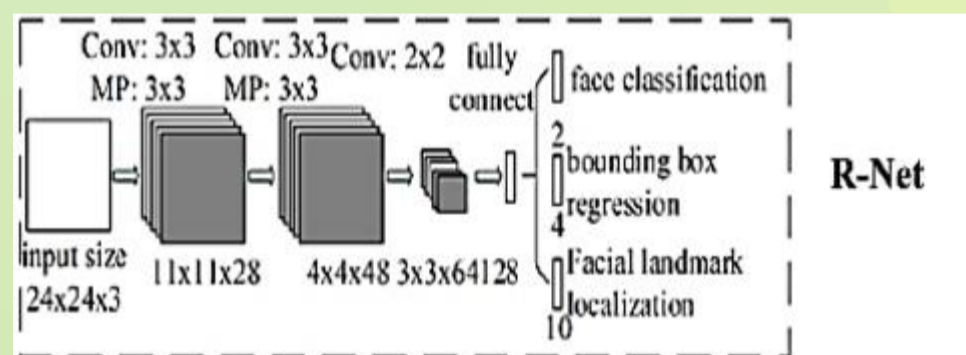 Conv: 3x3 Conv: 3x3 Conv: 2x2 fully
MP: 3x3 MP: 3x3 connect
face classification
2
bounding box
regression
4
Facial landmark
localization
10
input size
24x24x3
11x11x28 4x4x48 3x3x64 128
R-Net